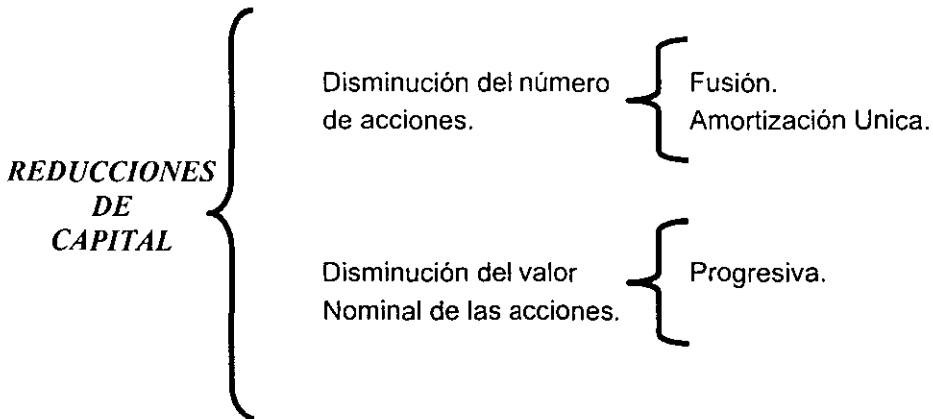 REDUCCIONES
DE
CAPITAL
Disminución del número
de acciones.
Fusión.
Amortización Unica.
Disminución del valor
Nominal de las acciones.
Progresiva.